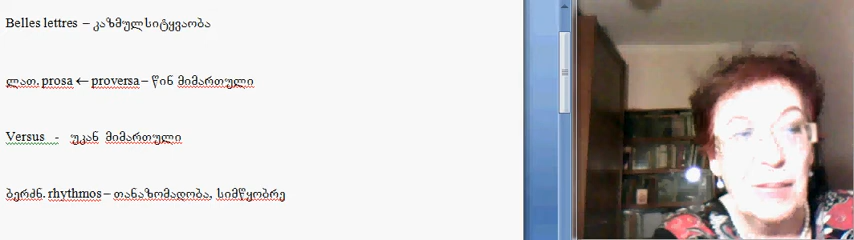 Belles lettres – კაზმულსიტყვაობა
ლათ. prosa ← proversa – წინ მიმართული
Versus - უკან მიმართული
ბერძნ. rhythmos – თანაზომადობა, სიმწყობრე